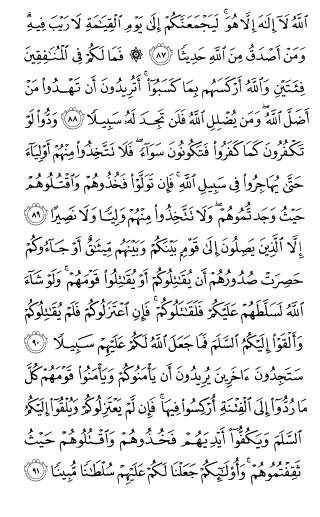 ٱللَّهُ لَآ إِلَٰهَ إِلَّا هُوَ ۚ لَيَجْمَعَنَّكُمْ إِلَىٰ يَوْمِ ٱلْقِيَٰمَةِ لَا رَيْبَ فِيهِ ۗ
وَمَنْ أَصْدَقُ مِنَ ٱللَّهِ حَدِيثًا ٨٧ ۞ فَمَا لَكُمْ فِى ٱلْمُنَٰفِقِينَ
فِئَتَيْنِ وَٱللَّهُ أَرْكَسَهُم بِمَا كَسَبُوٓا۟ ۚ أَتُرِيدُونَ أَن تَهْدُوا۟ مَنْ
أَضَلَّ ٱللَّهُ ۖ وَمَن يُضْلِلِ ٱللَّهُ فَلَن تَجِدَ لَهُۥ سَبِيلًا ٨٨ وَدُّوا۟ لَوْ
تَكْفُرُونَ كَمَا كَفَرُوا۟ فَتَكُونُونَ سَوَآءً ۖ فَلَا تَتَّخِذُوا۟ مِنْهُمْ أَوْلِيَآءَ
حَتَّىٰ يُهَاجِرُوا۟ فِى سَبِيلِ ٱللَّهِ ۚ فَإِن تَوَلَّوْا۟ فَخُذُوهُمْ وَٱقْتُلُوهُمْ
حَيْثُ وَجَدتُّمُوهُمْ ۖ وَلَا تَتَّخِذُوا۟ مِنْهُمْ وَلِيًّا وَلَا نَصِيرًا ٨٩
إِلَّا ٱلَّذِينَ يَصِلُونَ إِلَىٰ قَوْمٍۭ بَيْنَكُمْ وَبَيْنَهُم مِّيثَٰقٌ أَوْ جَآءُوكُمْ
حَصِرَتْ صُدُورُهُمْ أَن يُقَٰتِلُوكُمْ أَوْ يُقَٰتِلُوا۟ قَوْمَهُمْ ۚ وَلَوْ شَآءَ
ٱللَّهُ لَسَلَّطَهُمْ عَلَيْكُمْ فَلَقَٰتَلُوكُمْ ۚ فَإِنِ ٱعْتَزَلُوكُمْ فَلَمْ يُقَٰتِلُوكُمْ
وَأَلْقَوْا۟ إِلَيْكُمُ ٱلسَّلَمَ فَمَا جَعَلَ ٱللَّهُ لَكُمْ عَلَيْهِمْ سَبِيلًا ٩٠
سَتَجِدُونَ ءَاخَرِينَ يُرِيدُونَ أَن يَأْمَنُوكُمْ وَيَأْمَنُوا۟ قَوْمَهُمْ كُلَّ
مَا رُدُّوٓا۟ إِلَى ٱلْفِتْنَةِ أُرْكِسُوا۟ فِيهَا ۚ فَإِن لَّمْ يَعْتَزِلُوكُمْ وَيُلْقُوٓا۟ إِلَيْكُمُ
ٱلسَّلَمَ وَيَكُفُّوٓا۟ أَيْدِيَهُمْ فَخُذُوهُمْ وَٱقْتُلُوهُمْ حَيْثُ
ثَقِفْتُمُوهُمْ ۚ وَأُو۟لَٰٓئِكُمْ جَعَلْنَا لَكُمْ عَلَيْهِمْ سُلْطَٰنًا مُّبِينًا ٩١